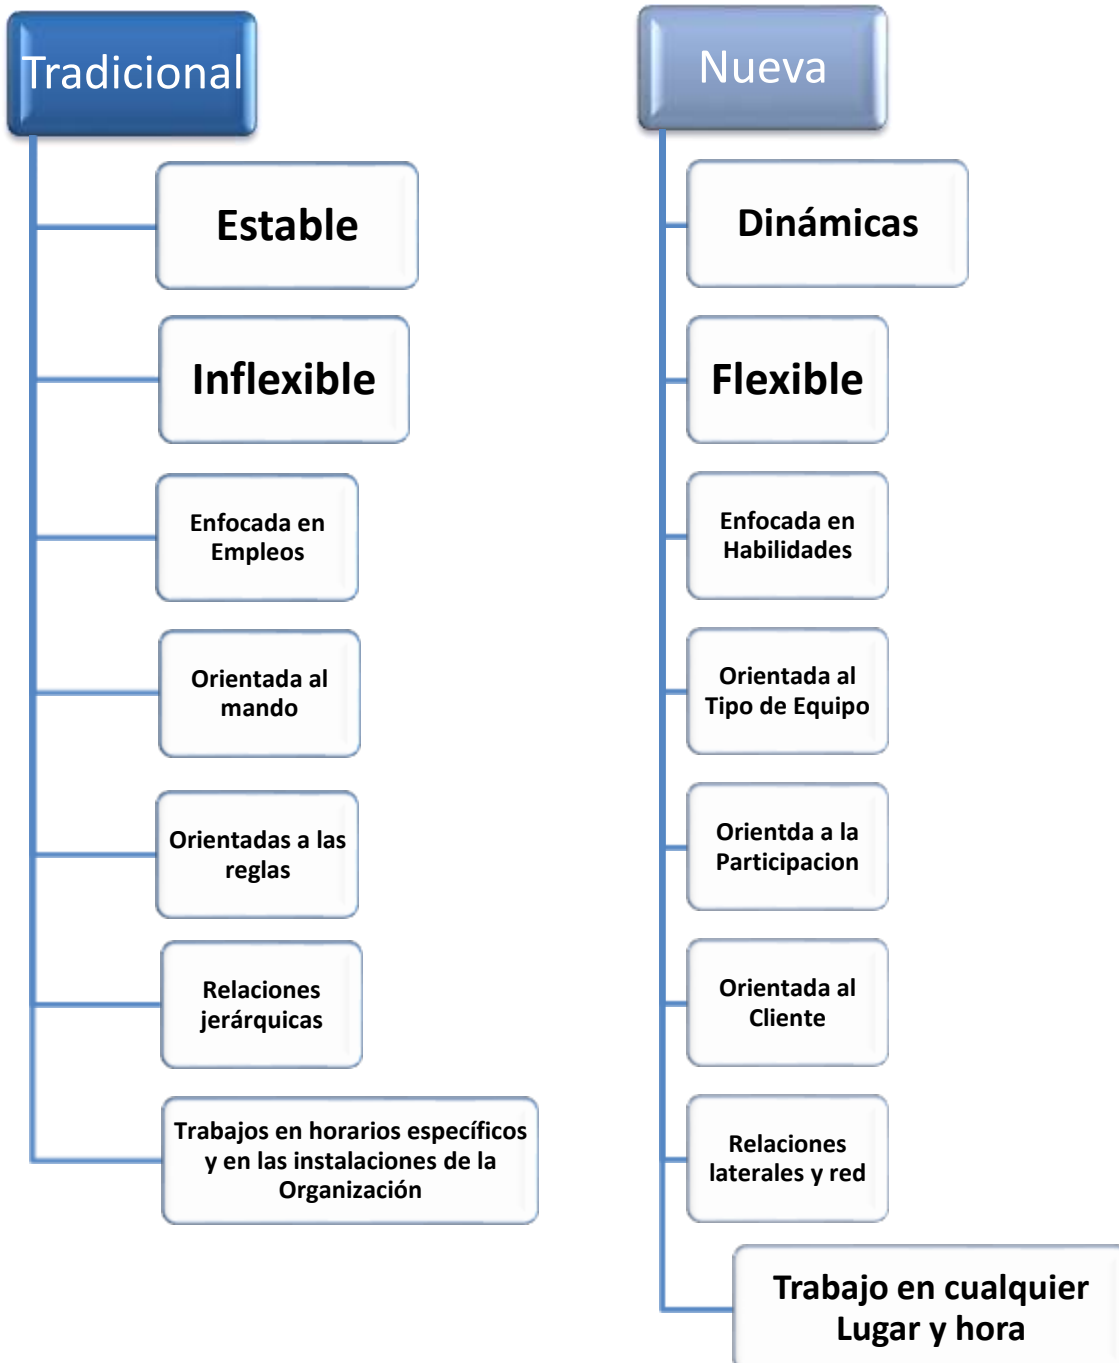 Tradicional
Estable
Inflexible
Enfocada en
Empleos
Orientada al
mando
Orientadas a las
reglas
Relaciones
jerárquicas
Trabajos en horarios específicos
y en las instalaciones de la
Organización
Nueva
Dinámicas
Flexible
Enfocada en
Habilidades
Orientada al
Tipo de Equipo
Orientda a la
Participacion
Orientada al
Cliente
Relaciones
laterales y red
Trabajo en cualquier
Lugar y hora